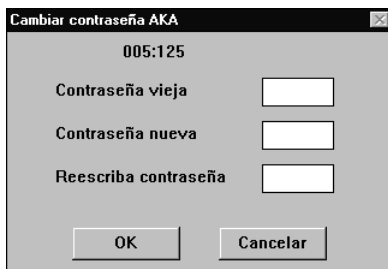 Cambiar contraseña AKA
005:125
Contraseña vieja
Contraseña nueva
Reescriba contraseña
OK Cancelar